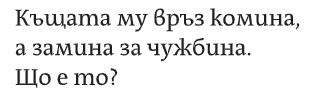 Къщата му връз комина,
а замина за чужбина.
Що е то?